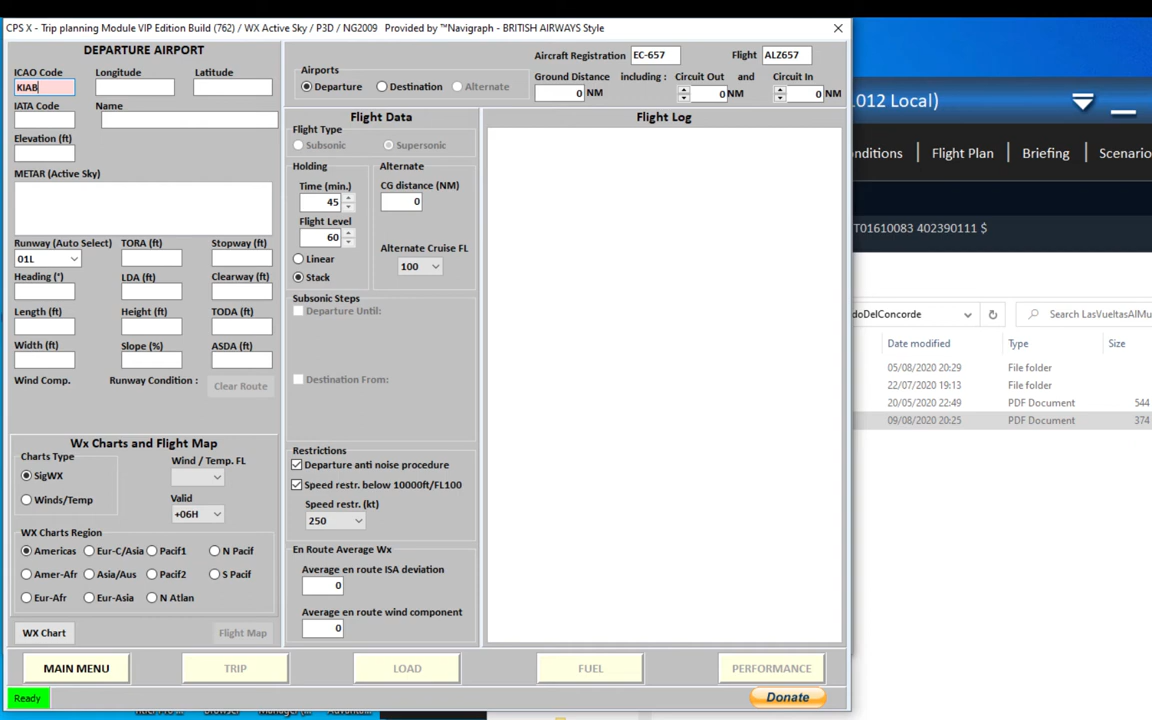 CPS X - Trip planning Module VIP Edition Build (762) / WX Active Sky / P3D / NG2009 Provided by ™Navigraph - BRITISH AIRWAYS Style
DEPARTURE AIRPORT
ICAO Code
Longitude
Latitude
KIAB
IATA Code
Name
Elevation (ft)
METAR (Active Sky)
Runway (Auto Select)
TORA (ft)
Stopway (ft)
01L
Heading (°)
LDA (ft)
Clearway (ft)
Length (ft)
Height (ft)
TODA (ft)
Width (ft)
Slope (%)
ASDA (ft)
Wind Comp.
Runway Condition :
Clear Route
Wx Charts and Flight Map
Charts Type
Wind / Temp. FL
SigWX
Winds/Temp
Valid
+06H
WX Charts Region
Americas
Eur-C/Asia
Pacif1
N Pacif
Amer-Afr
Asia/Aus
Pacif2
S Pacif
Eur-Afr
Eur-Asia
N Atlan
WX Chart
Flight Map
Airports
Departure
Destination
Alternate
Aircraft Registration
EC-657
Flight
ALZ657
Ground Distance
including :
Circuit Out
and
Circuit In
0 NM
0 NM
0 NM
Flight Data
Flight Type
Subsonic
Supersonic
Holding
Time (min.)
45
Flight Level
60
Linear
Stack
Alternate
CG distance (NM)
0
Alternate Cruise FL
100
Subsonic Steps
Departure Until:
Destination From:
Restrictions
Departure anti noise procedure
Speed restr. below 10000ft/FL100
Speed restr. (kt)
250
En Route Average Wx
Average en route ISA deviation
0
Average en route wind component
0
Flight Log
MAIN MENU
TRIP
LOAD
FUEL
PERFORMANCE
Ready
Donate
012 Local)
nditions
Flight Plan
Briefing
Scenario
T01610083 402390111 $
doDelConcorde
Search LasVueltasAlMu
Date modified
Type
Size
05/08/2020 20:29
File folder
22/07/2020 19:13
File folder
20/05/2020 22:49
PDF Document
544
09/08/2020 20:25
PDF Document
374